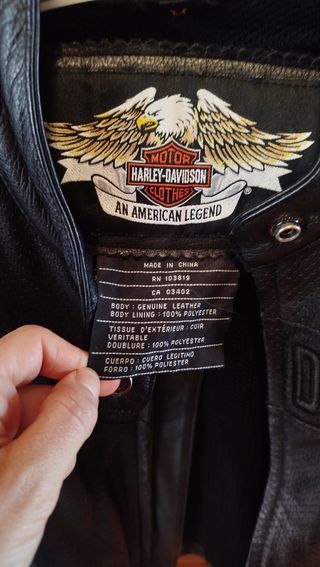 MOTOR
HARLEY-DAVIDSON
CLOTHES
®
AN AMERICAN LEGEND
MADE IN CHINA
RN 103819
CA 03402
BODY : GENUINE LEATHER
BODY LINING : 100% POLYESTER
TISSUE D'EXTÉRIEUR : CUIR
VERITABLE
DOUBLURE : 100% POLYESTER
CUERPO : CUERO LEGITIMO
FORRO : 100% POLIESTER